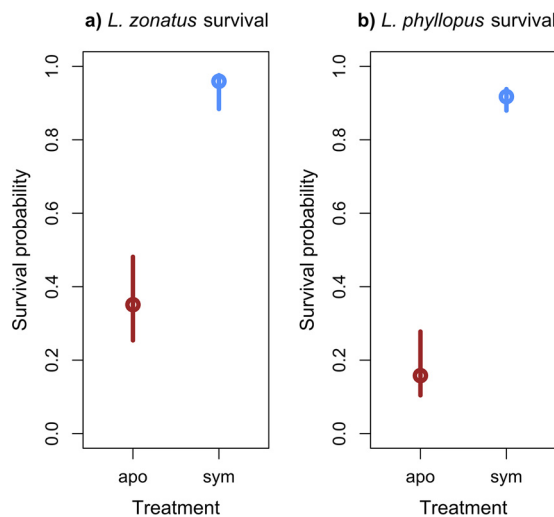 a) L. zonatus survival
Survival probability
1.0
0.8
0.6
0.4
0.2
0.0
apo sym
Treatment
b) L. phyllopus survival
Survival probability
1.0
0.8
0.6
0.4
0.2
0.0
apo sym
Treatment